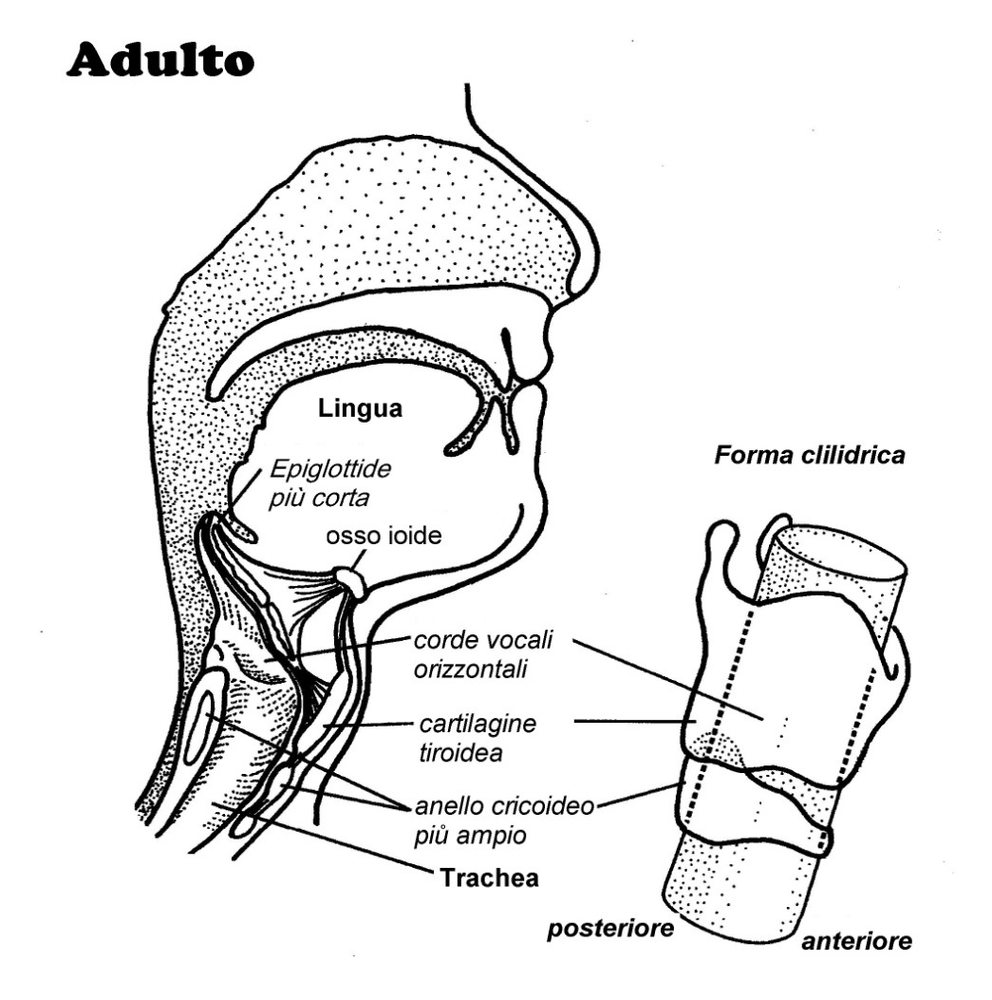 Adulto
Lingua
Forma clilidrica
Epiglottide
più corta
osso ioide
corde vocali
orizzontali
cartilagine
tiroidea
anello cricoideo
più ampio
Trachea
posteriore
anteriore